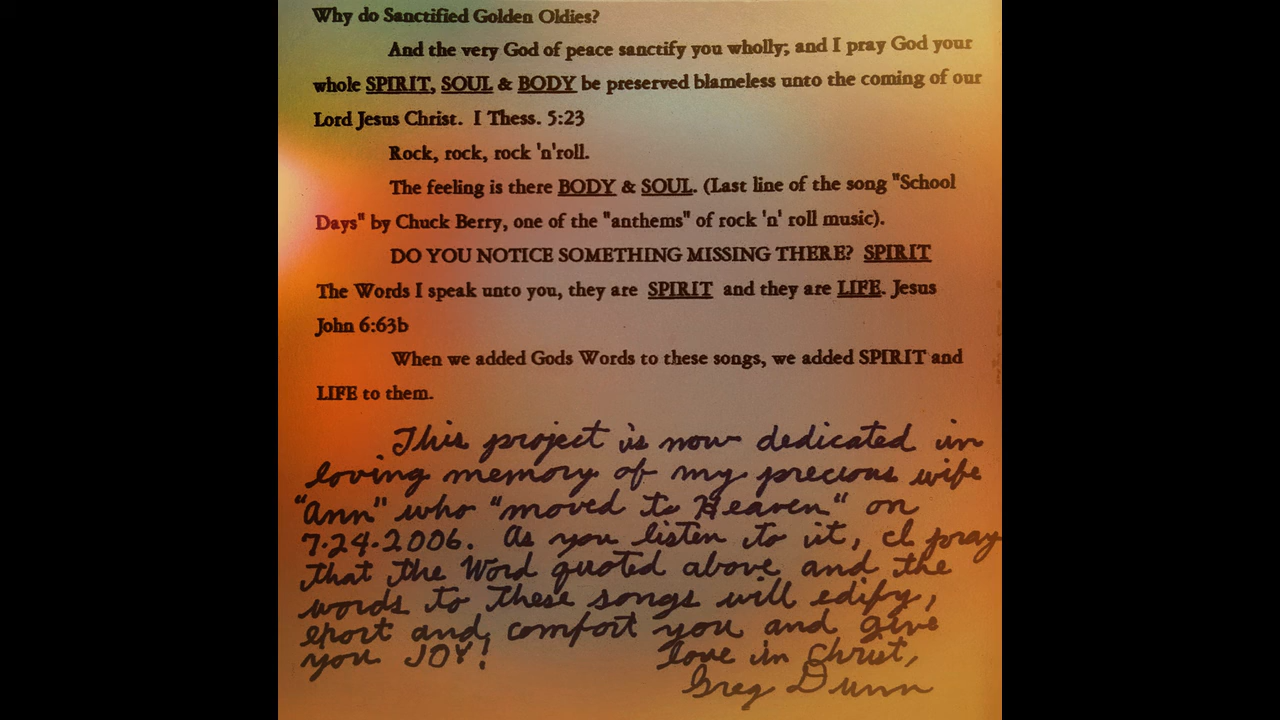 Why do Sanctified Golden Oldies?
And the very God of peace sanctify you wholly; and I pray God your
whole SPIRIT, SOUL & BODY be preserved blameless unto the coming of our
Lord Jesus Christ. I Thess. 5:23
Rock, rock, rock 'n'roll.
The feeling is there BODY & SOUL. (Last line of the song "School
Days" by Chuck Berry, one of the "anthems" of rock 'n' roll music).
DO YOU NOTICE SOMETHING MISSING THERE? SPIRIT
The Words I speak unto you, they are SPIRIT and they are LIFE. Jesus
John 6:63b
When we added Gods Words to these songs, we added SPIRIT and
LIFE to them.
This project is now dedicated in
loving memory of my precious wife
"Ann" who "moved to Heaven" on
7.24.2006. As you listen to it, I pray
that the Word quoted above and the
words to these songs will edify,
exort and comfort you and give
you JOY! Love in Christ,
Greg Dunn